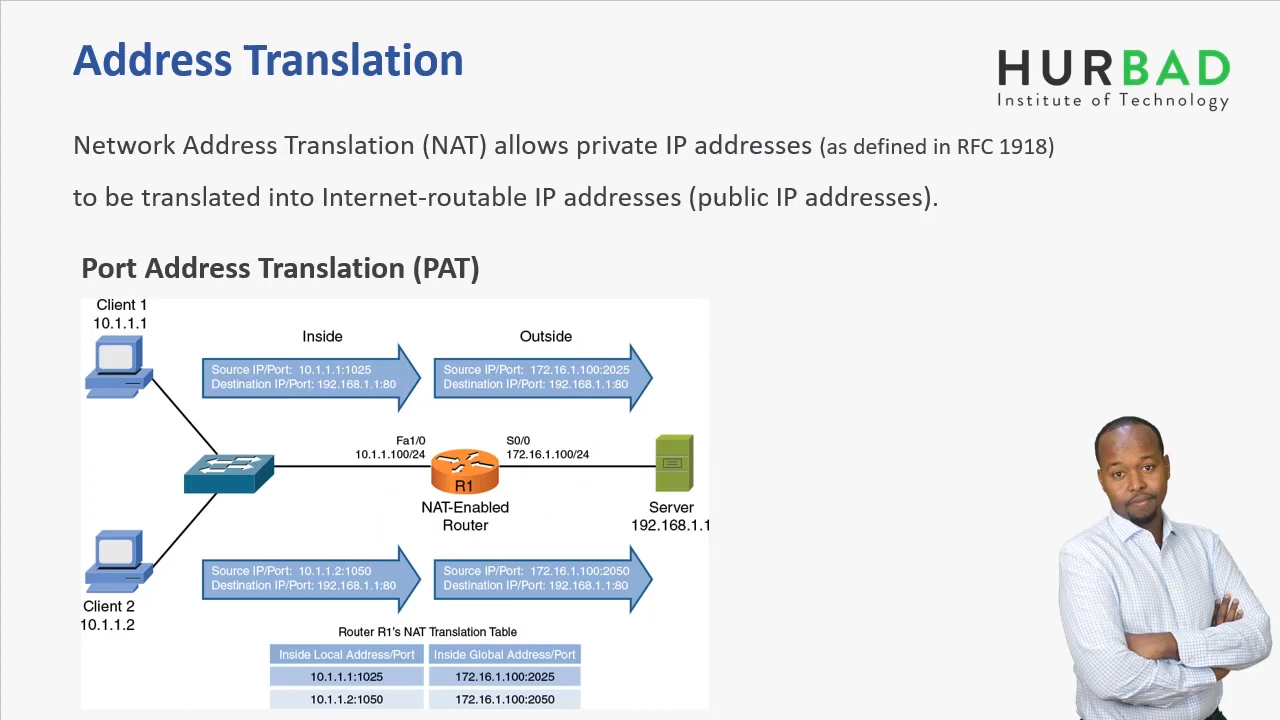 Address Translation
HURBAD
Institute of Technology
Network Address Translation (NAT) allows private IP addresses (as defined in RFC 1918)
to be translated into Internet-routable IP addresses (public IP addresses).
Port Address Translation (PAT)
Client 1
10.1.1.1
Inside
Outside
Source IP/Port: 10.1.1.1:1025
Destination IP/Port: 192.168.1.1:80
Source IP/Port: 172.16.1.100:2025
Destination IP/Port: 192.168.1.1:80
Fa1/0
10.1.1.100/24
S0/0
172.16.1.100/24
R1
NAT-Enabled
Router
Server
192.168.1.1
Source IP/Port: 10.1.1.2:1050
Destination IP/Port: 192.168.1.1:80
Source IP/Port: 172.16.1.100:2050
Destination IP/Port: 192.168.1.1:80
Client 2
10.1.1.2
Router R1's NAT Translation Table
Inside Local Address/Port Inside Global Address/Port
10.1.1.1:1025 172.16.1.100:2025
10.1.1.2:1050 172.16.1.100:2050